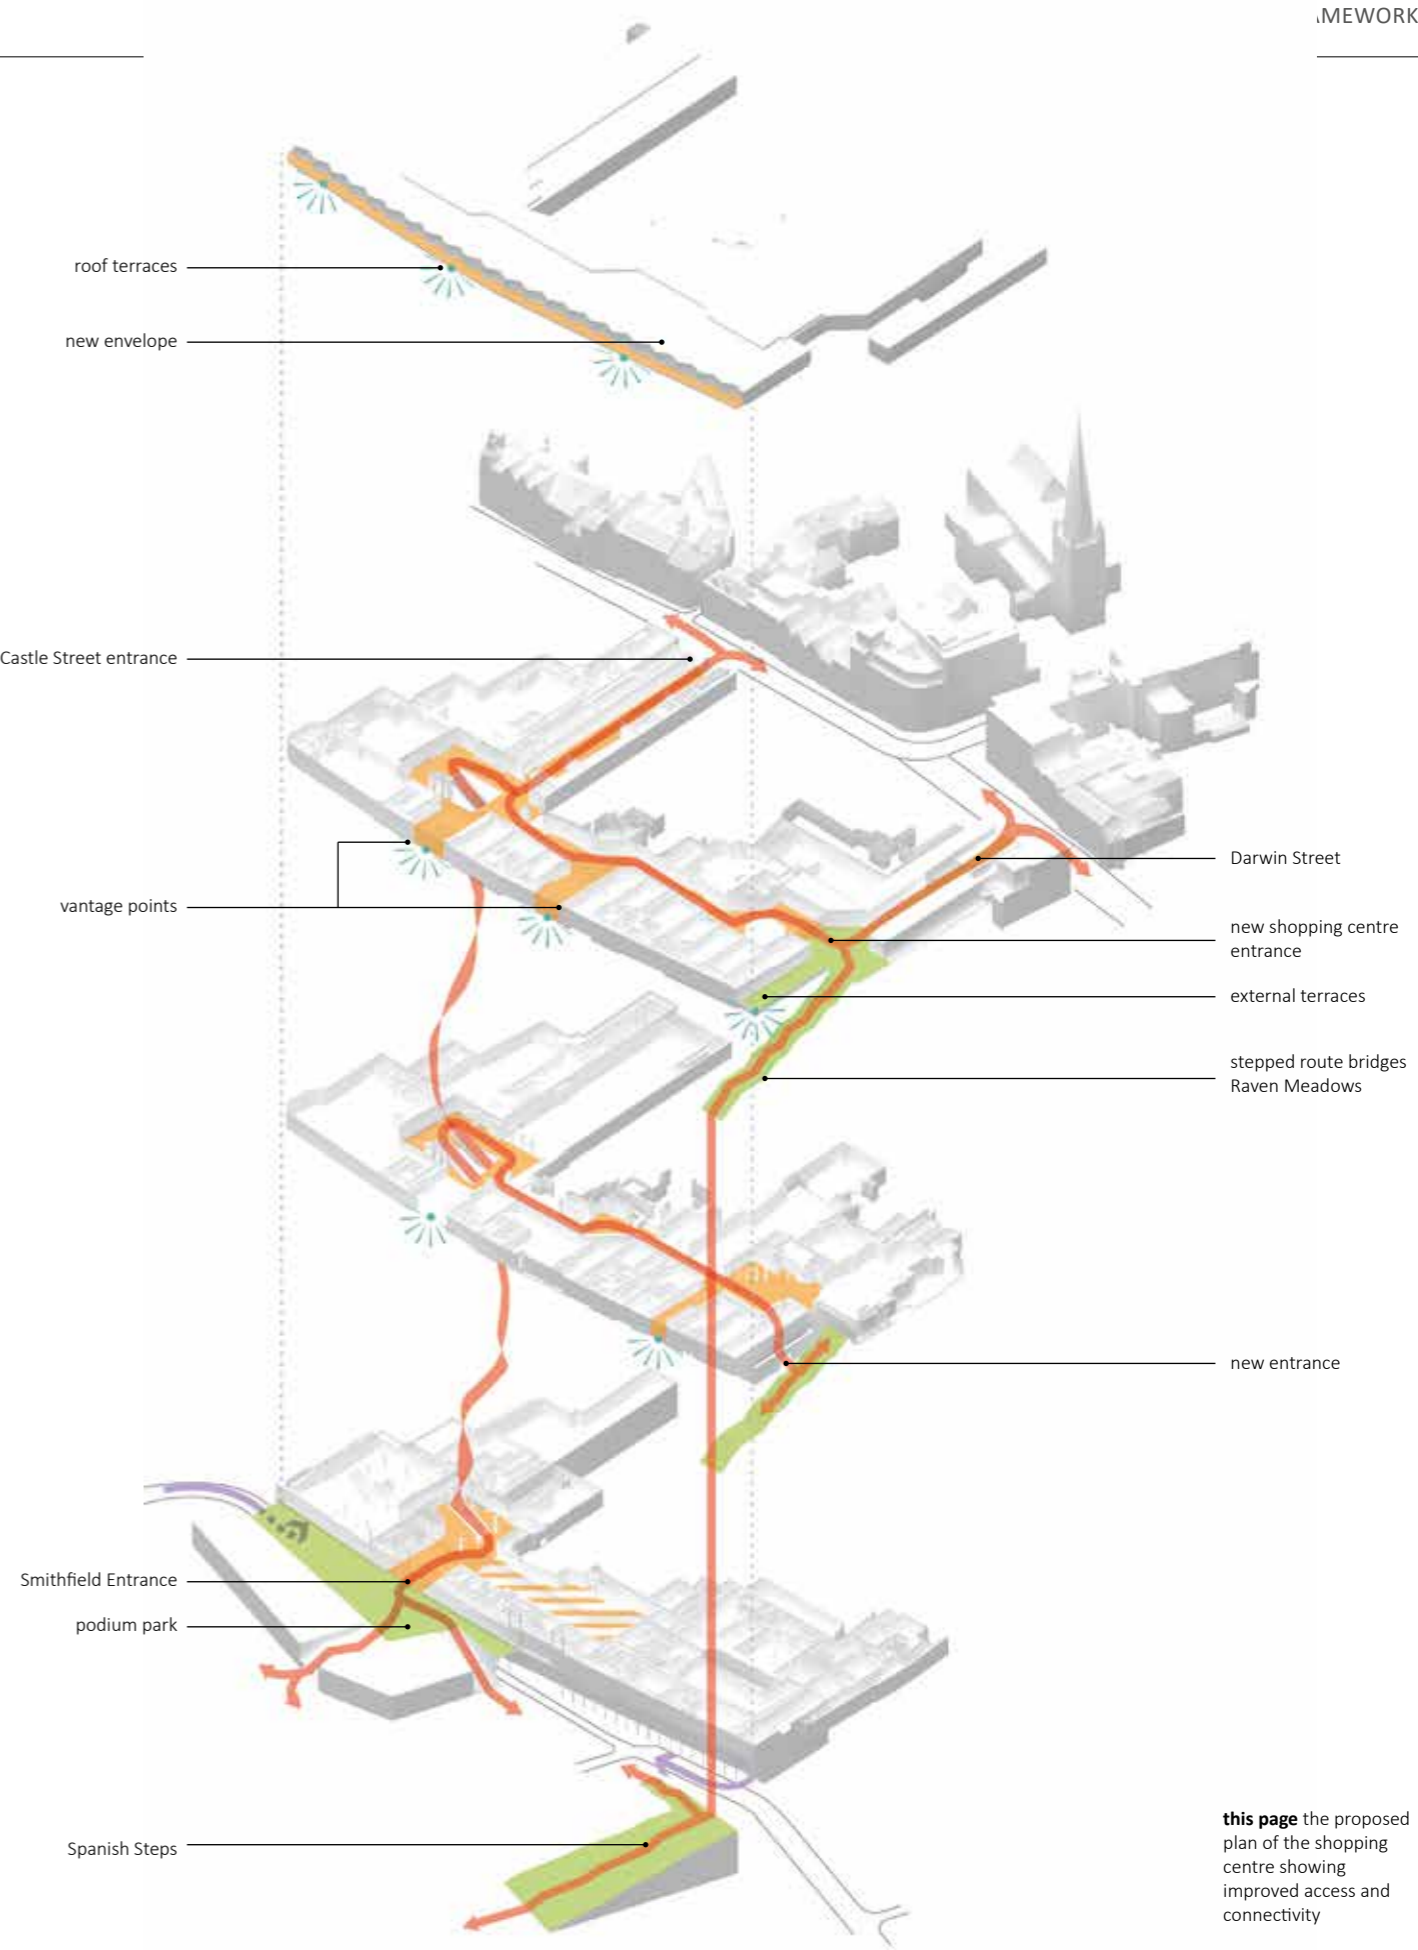 AMEWORK
roof terraces
new envelope
Castle Street entrance
vantage points
Darwin Street
new shopping centre
entrance
external terraces
stepped route bridges
Raven Meadows
new entrance
Smithfield Entrance
podium park
Spanish Steps
this page the proposed
plan of the shopping
centre showing
improved access and
connectivity